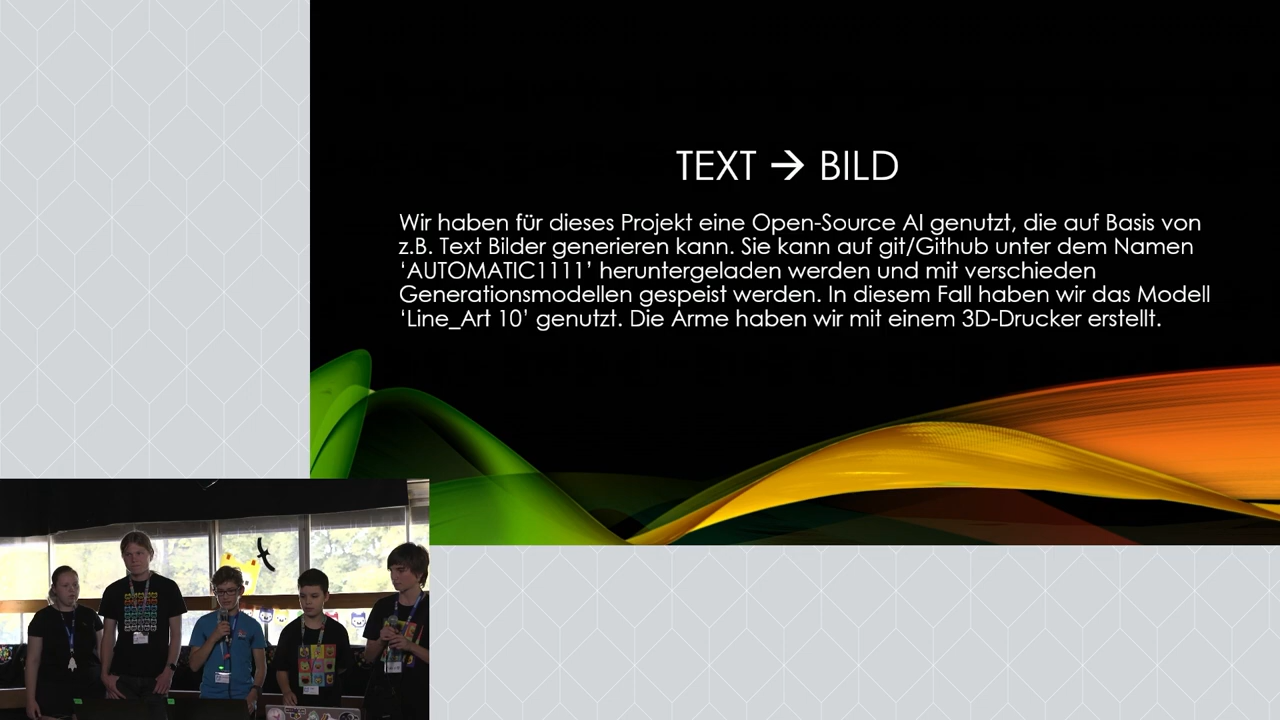 TEXT → BILD
Wir haben für dieses Projekt eine Open-Source AI genutzt, die auf Basis von
z.B. Text Bilder generieren kann. Sie kann auf git/Github unter dem Namen
‘AUTOMATIC1111’ heruntergeladen werden und mit verschieden
Generationsmodellen gespeist werden. In diesem Fall haben wir das Modell
‘Line_Art 10’ genutzt. Die Arme haben wir mit einem 3D-Drucker erstellt.